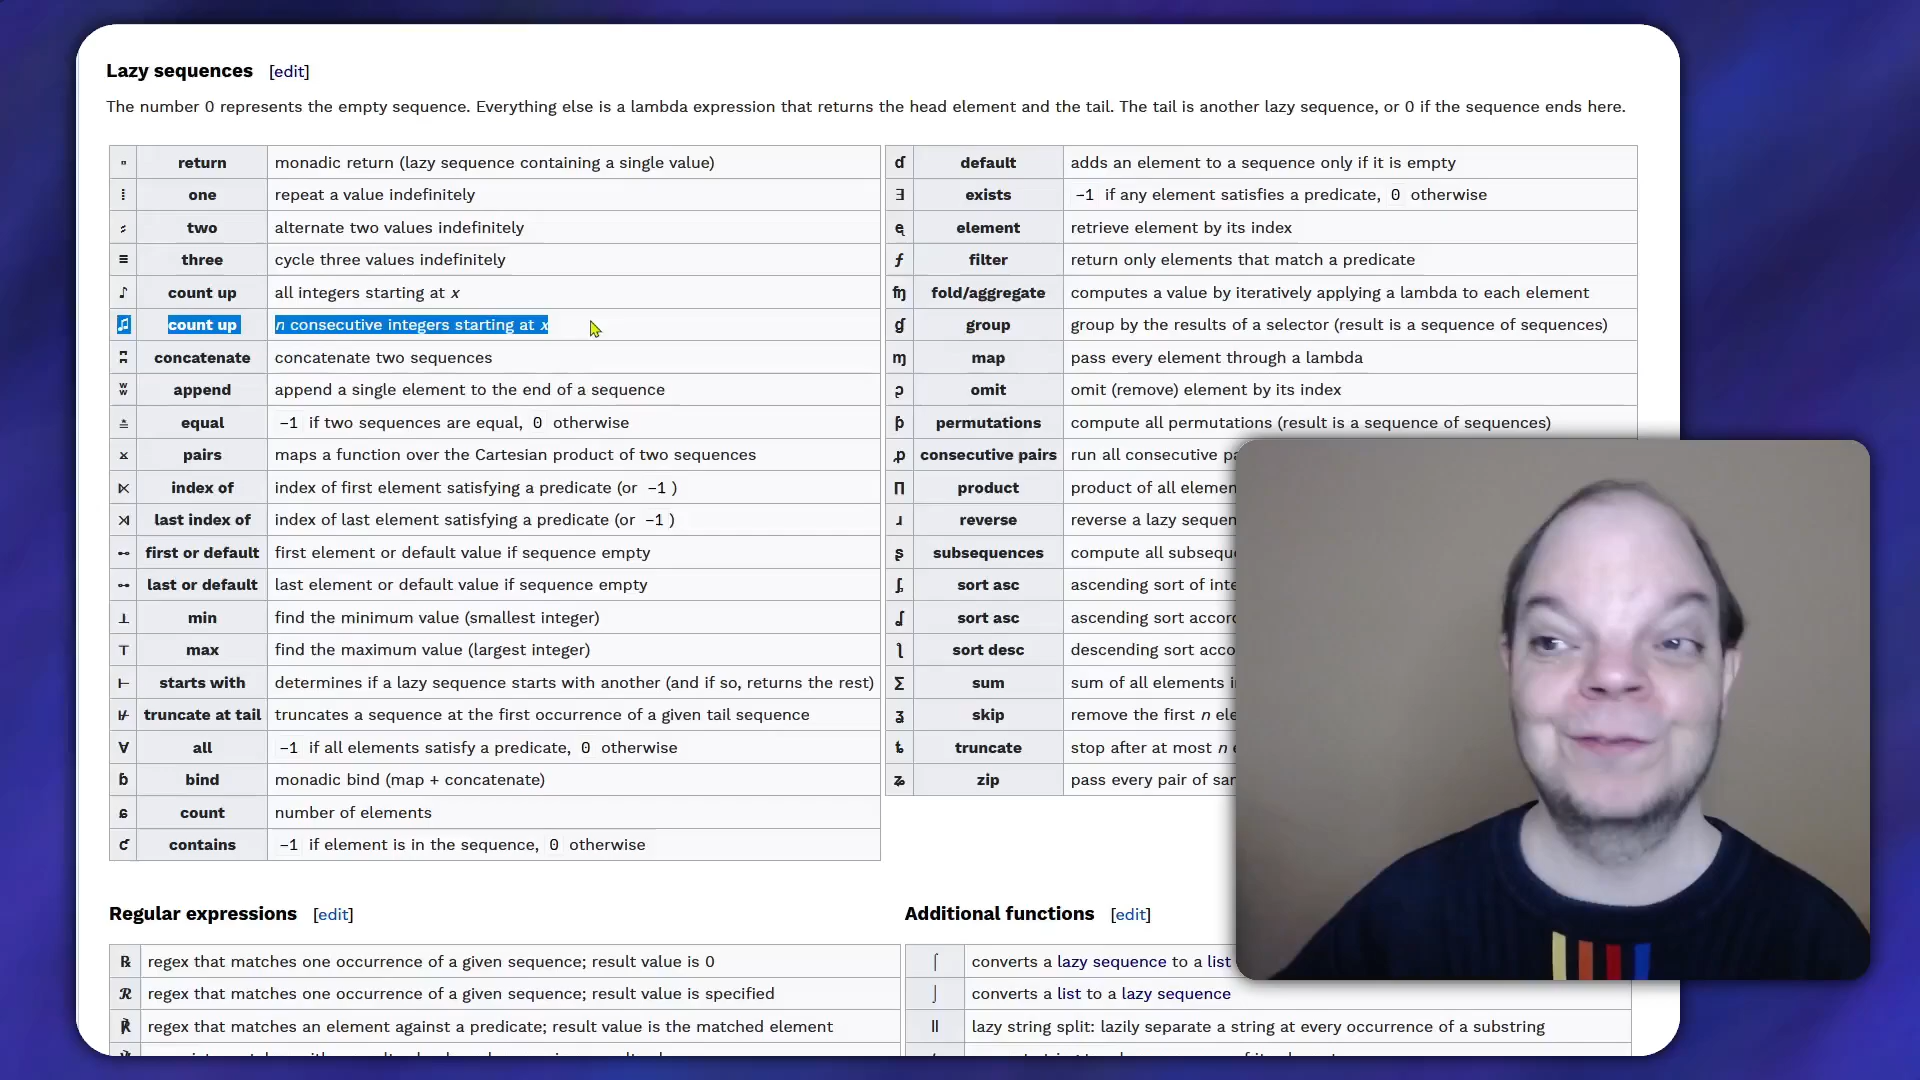 Lazy sequences [edit]
The number 0 represents the empty sequence. Everything else is a lambda expression that returns the head element and the tail. The tail is another lazy sequence, or 0 if the sequence ends here.
return monadic return (lazy sequence containing a single value)
⁞ one repeat a value indefinitely
two alternate two values indefinitely
≡ three cycle three values indefinitely
♪ count up all integers starting at x
♫ count up n consecutive integers starting at x
concatenate concatenate two sequences
append append a single element to the end of a sequence
equal −1 if two sequences are equal, 0 otherwise
pairs maps a function over the Cartesian product of two sequences
index of index of first element satisfying a predicate (or −1 )
last index of index of last element satisfying a predicate (or −1 )
⊷ first or default first element or default value if sequence empty
last or default last element or default value if sequence empty
⊥ min find the minimum value (smallest integer)
⊤ max find the maximum value (largest integer)
⊢ starts with determines if a lazy sequence starts with another (and if so, returns the rest)
⊬ truncate at tail truncates a sequence at the first occurrence of a given tail sequence
∀ all −1 if all elements satisfy a predicate, 0 otherwise
ɓ bind monadic bind (map + concatenate)
count number of elements
contains −1 if element is in the sequence, 0 otherwise
ɗ default adds an element to a sequence only if it is empty
∃ exists −1 if any element satisfies a predicate, 0 otherwise
ę element retrieve element by its index
ƒ filter return only elements that match a predicate
fold/aggregate computes a value by iteratively applying a lambda to each element
group group by the results of a selector (result is a sequence of sequences)
ɱ map pass every element through a lambda
omit omit (remove) element by its index
permutations compute all permutations (result is a sequence of sequences)
consecutive pairs run all consecutive
∏ product product of all
reverse reverse a lazy
ʂ subsequences compute all
sort asc ascending sort of
sort asc ascending sort
sort desc descending sort
∑ sum sum of all elements
skip remove the first n
truncate stop after at most n
zip pass every pair of
Regular expressions [edit]
regex that matches one occurrence of a given sequence; result value is 0
regex that matches one occurrence of a given sequence; result value is specified
regex that matches an element against a predicate; result value is the matched element
Additional functions [edit]
⌠ converts a lazy sequence to a list
⌡ converts a list to a lazy sequence
ǁ lazy string split: lazily separate a string at every occurrence of a substring